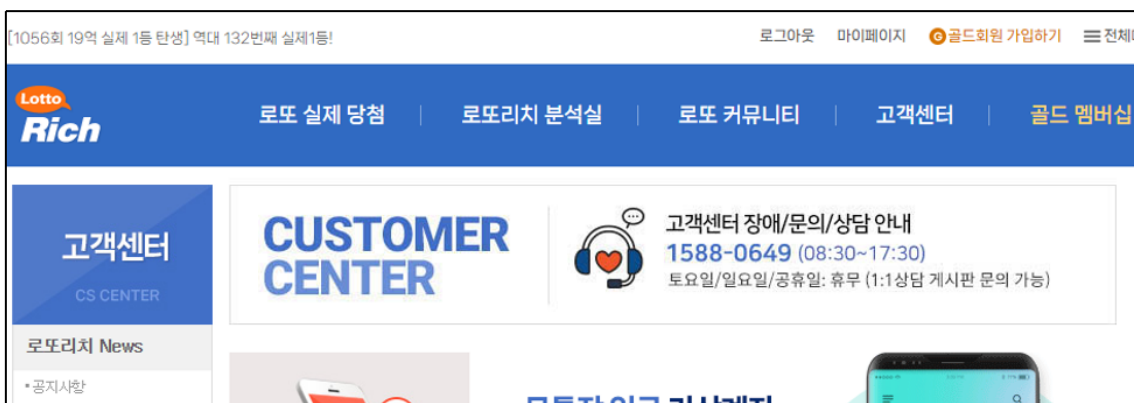 [1056회 19억 실제 1등 탄생] 역대 132번째 실제1등!
로그아웃 마이페이지 G 골드회원 가입하기 전체
Lotto
Rich
로또 실제 당첨 로또리치 분석실 로또 커뮤니티 고객센터 골드 멤버십
고객센터
CS CENTER
CUSTOMER
CENTER
고객센터 장애/문의/상담 안내
1588-0649 (08:30~17:30)
토요일/일요일/공휴일: 휴무 (1:1상담 게시판 문의 가능)
로또리치 News
•공지사항